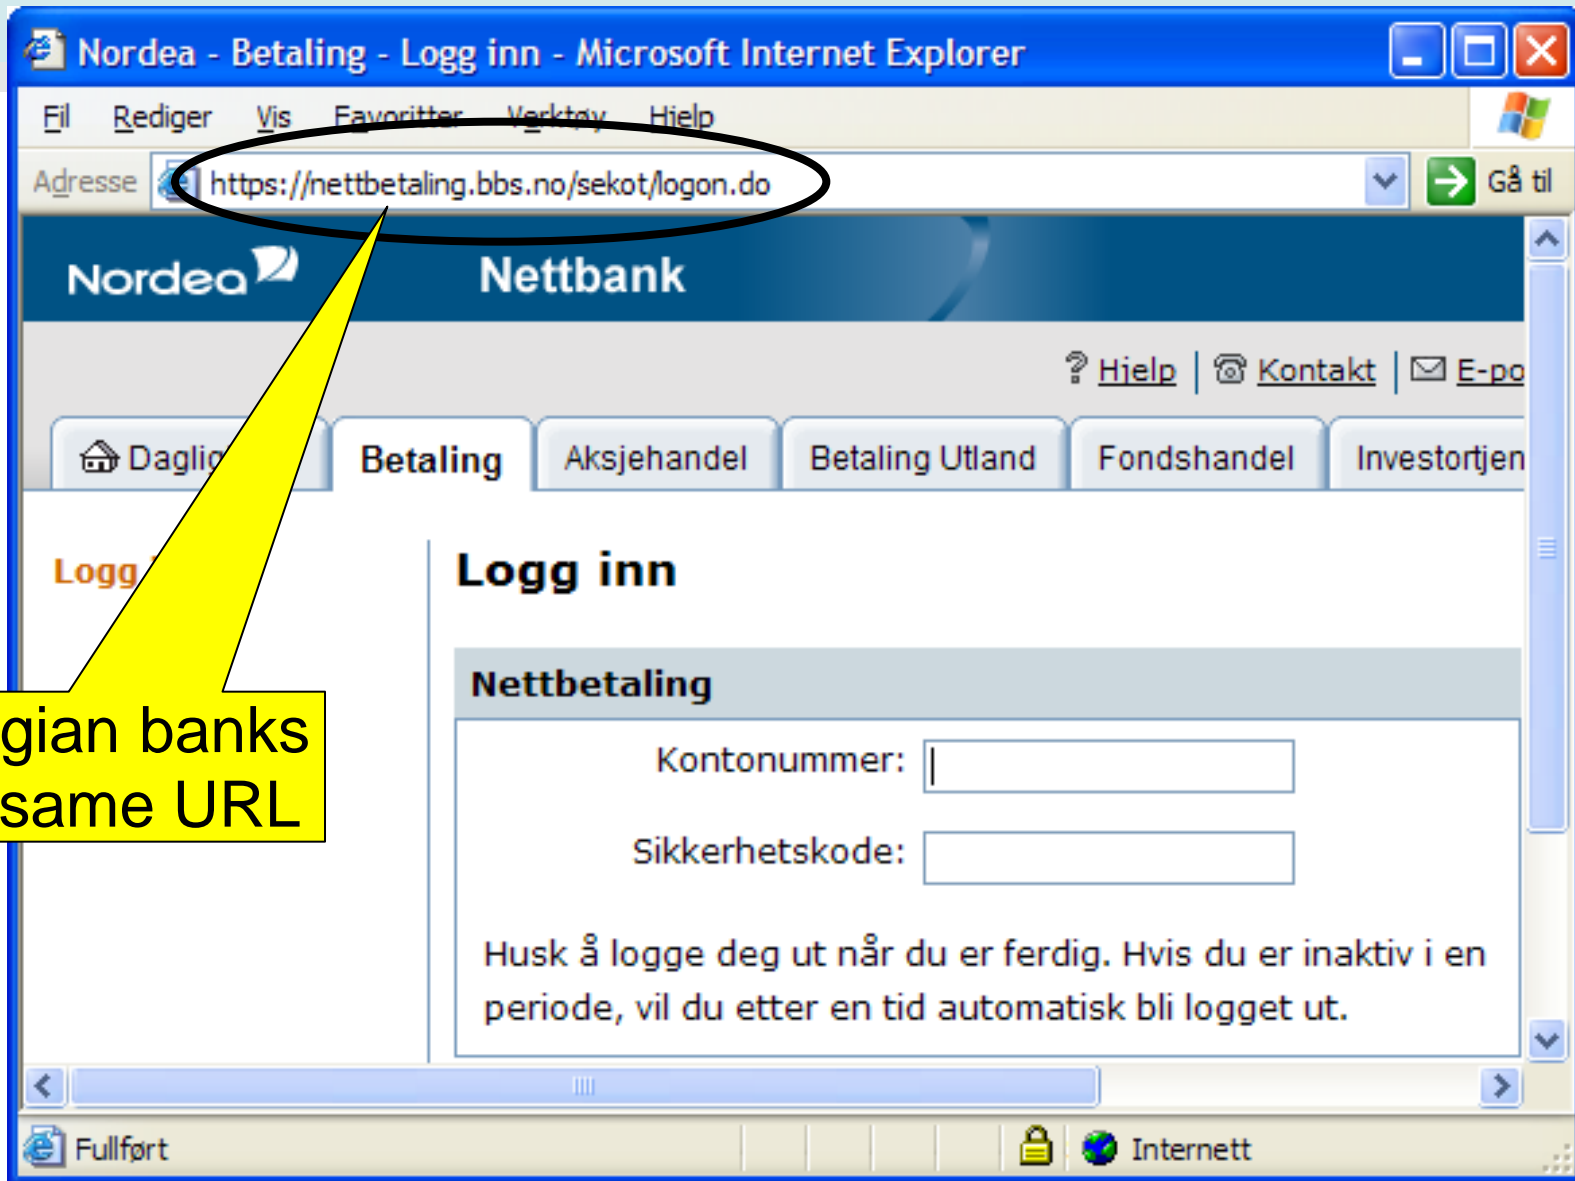 Nordea - Betaling - Logg inn - Microsoft Internet Explorer
Fil Rediger Vis Favoritter Verktøy Hjelp
Adresse https://nettbetaling.bbs.no/sekot/logon.do Gå til
Nordea Nettbank
? Hjelp | Kontakt | E-po
Daglig Betaling Aksjehandel Betaling Utland Fondshandel Investortjen
Logg Logg inn
Nettbetaling
gian banks
same URL
Kontonummer:
Sikkerhetskode:
Husk å logge deg ut når du er ferdig. Hvis du er inaktiv i en
periode, vil du etter en tid automatisk bli logget ut.
Fullført Internett